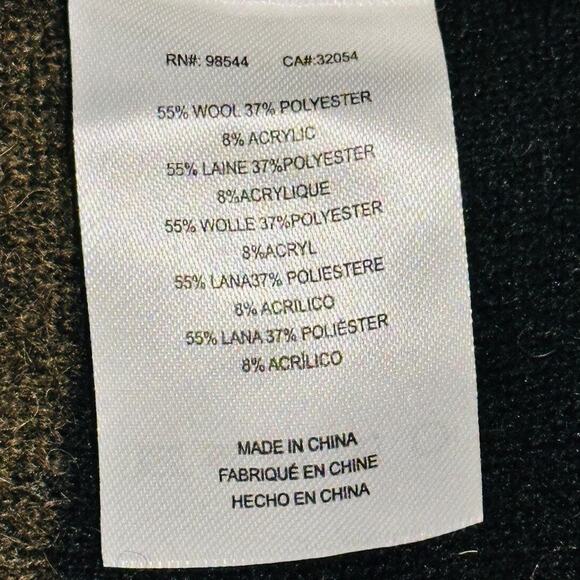 RN#: 98544 CA#:32054
55% WOOL 37% POLYESTER
8% ACRYLIC
55% LAINE 37%POLYESTER
8%ACRYLIQUE
55% WOLLE 37%POLYESTER
8%ACRYL
55% LANA37% POLIESTERE
8% ACRILICO
55% LANA 37% POLIÉSTER
8% ACRÍLICO
MADE IN CHINA
FABRIQUÉ EN CHINE
HECHO EN CHINA